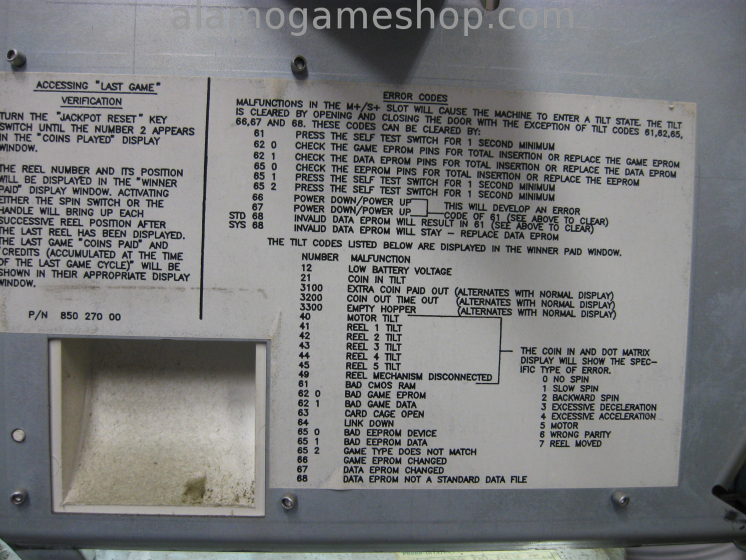 alamogameshop.com
ACCESSING "LAST GAME"
VERIFICATION
TURN THE "JACKPOT RESET" KEY
SWITCH UNTIL THE NUMBER 2 APPEARS
IN THE "COINS PLAYED" DISPLAY
WINDOW.
THE REEL NUMBER AND ITS POSITION
WILL BE DISPLAYED IN THE "WINNER
PAID" DISPLAY WINDOW. ACTIVATING
EITHER THE SPIN SWITCH OR THE
HANDLE WILL BRING UP EACH
SUCCESSIVE REEL POSITION AFTER
THE LAST REEL HAS BEEN DISPLAYED.
THE LAST GAME "COINS PAID" AND
"CREDITS (ACCUMULATED AT THE TIME
OF THE LAST GAME CYCLE)" WILL BE
SHOWN IN THEIR APPROPRIATE DISPLAY
WINDOW.
P/N 850 270 00
ERROR CODES
MALFUNCTIONS IN THE M+/S+ SLOT WILL CAUSE THE MACHINE TO ENTER A TILT STATE. THE TILT
IS CLEARED BY OPENING AND CLOSING THE DOOR WITH THE EXCEPTION OF TILT CODES 61,62,65,
66,67 AND 68. THESE CODES CAN BE CLEARED BY:
61 PRESS THE SELF TEST SWITCH FOR 1 SECOND MINIMUM
62 0 CHECK THE GAME EPROM PINS FOR TOTAL INSERTION OR REPLACE THE GAME EPROM
62 1 CHECK THE DATA EPROM PINS FOR TOTAL INSERTION OR REPLACE THE DATA EPROM
65 0 CHECK THE EEPROM PINS FOR TOTAL INSERTION OR REPLACE THE EEPROM
65 1 PRESS THE SELF TEST SWITCH FOR 1 SECOND MINIMUM
65 2 PRESS THE SELF TEST SWITCH FOR 1 SECOND MINIMUM
66 POWER DOWN/POWER UP THIS WILL DEVELOP AN ERROR
67 POWER DOWN/POWER UP CODE OF 61 (SEE ABOVE TO CLEAR)
STD 68 INVALID DATA EPROM WILL RESULT IN 61 (SEE ABOVE TO CLEAR)
SYS 68 INVALID DATA EPROM WILL STAY - REPLACE DATA EPROM
THE TILT CODES LISTED BELOW ARE DISPLAYED IN THE WINNER PAID WINDOW.
NUMBER MALFUNCTION
12 LOW BATTERY VOLTAGE
21 COIN IN TILT
3100 EXTRA COIN PAID OUT (ALTERNATES WITH NORMAL DISPLAY)
3200 COIN OUT TIME OUT (ALTERNATES WITH NORMAL DISPLAY)
3300 EMPTY HOPPER (ALTERNATES WITH NORMAL DISPLAY)
40 MOTOR TILT
41 REEL 1 TILT
42 REEL 2 TILT
43 REEL 3 TILT
44 REEL 4 TILT
45 REEL 5 TILT
49 REEL MECHANISM DISCONNECTED
61 BAD CMOS RAM
62 0 BAD GAME EPROM
62 1 BAD GAME DATA
63 CARD CAGE OPEN
64 LINK DOWN
65 0 BAD EEPROM DEVICE
65 1 BAD EEPROM DATA
65 2 GAME TYPE DOES NOT MATCH
66 GAME EPROM CHANGED
67 DATA EPROM CHANGED
68 DATA EPROM NOT A STANDARD DATA FILE
THE COIN IN AND DOT MATRIX
DISPLAY WILL SHOW THE SPEC-
IFIC TYPE OF ERROR.
0 NO SPIN
1 SLOW SPIN
2 BACKWARD SPIN
3 EXCESSIVE DECELERATION
4 EXCESSIVE ACCELERATION
5 MOTOR
6 WRONG PARITY
7 REEL MOVED